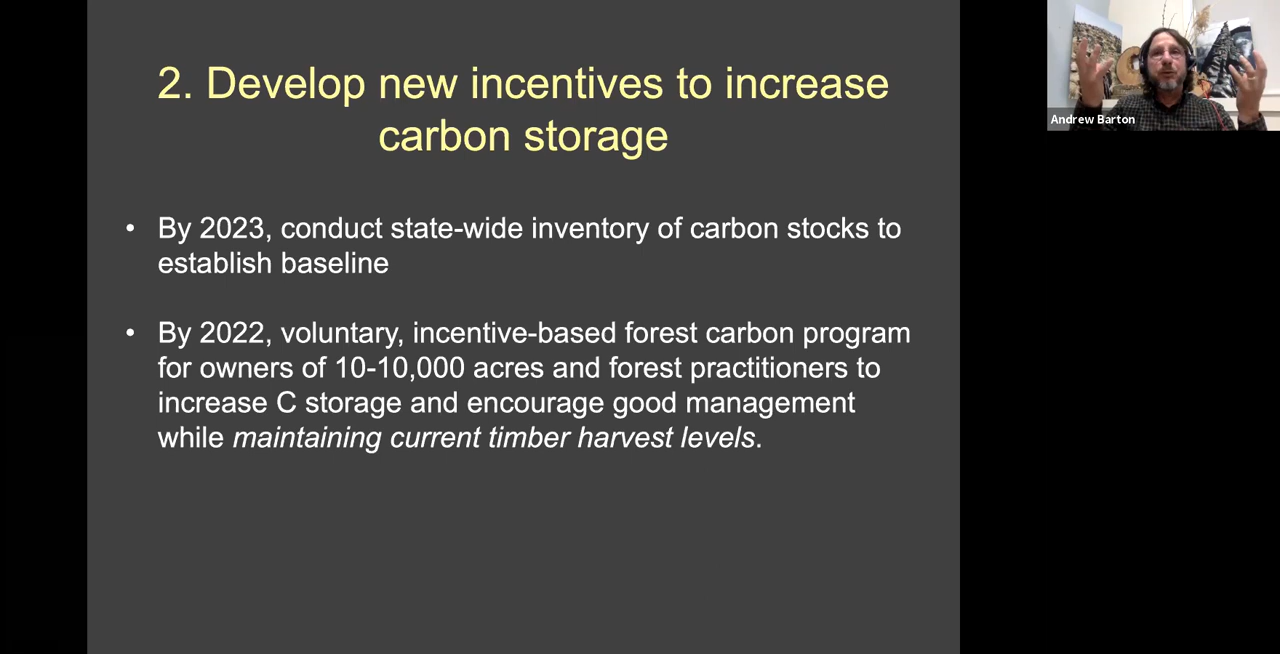 2. Develop new incentives to increase
carbon storage
• By 2023, conduct state-wide inventory of carbon stocks to
establish baseline
• By 2022, voluntary, incentive-based forest carbon program
for owners of 10-10,000 acres and forest practitioners to
increase C storage and encourage good management
while maintaining current timber harvest levels.
Andrew Barton